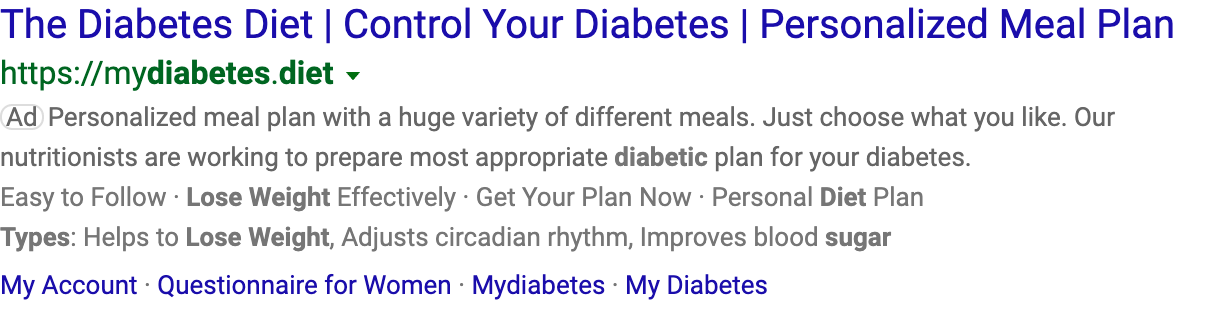 The Diabetes Diet | Control Your Diabetes | Personalized Meal Plan
https://mydiabetes.diet
Ad Personalized meal plan with a huge variety of different meals. Just choose what you like. Our
nutritionists are working to prepare most appropriate diabetic plan for your diabetes.
Easy to Follow · Lose Weight Effectively · Get Your Plan Now · Personal Diet Plan
Types: Helps to Lose Weight, Adjusts circadian rhythm, Improves blood sugar
My Account · Questionnaire for Women · Mydiabetes · My Diabetes